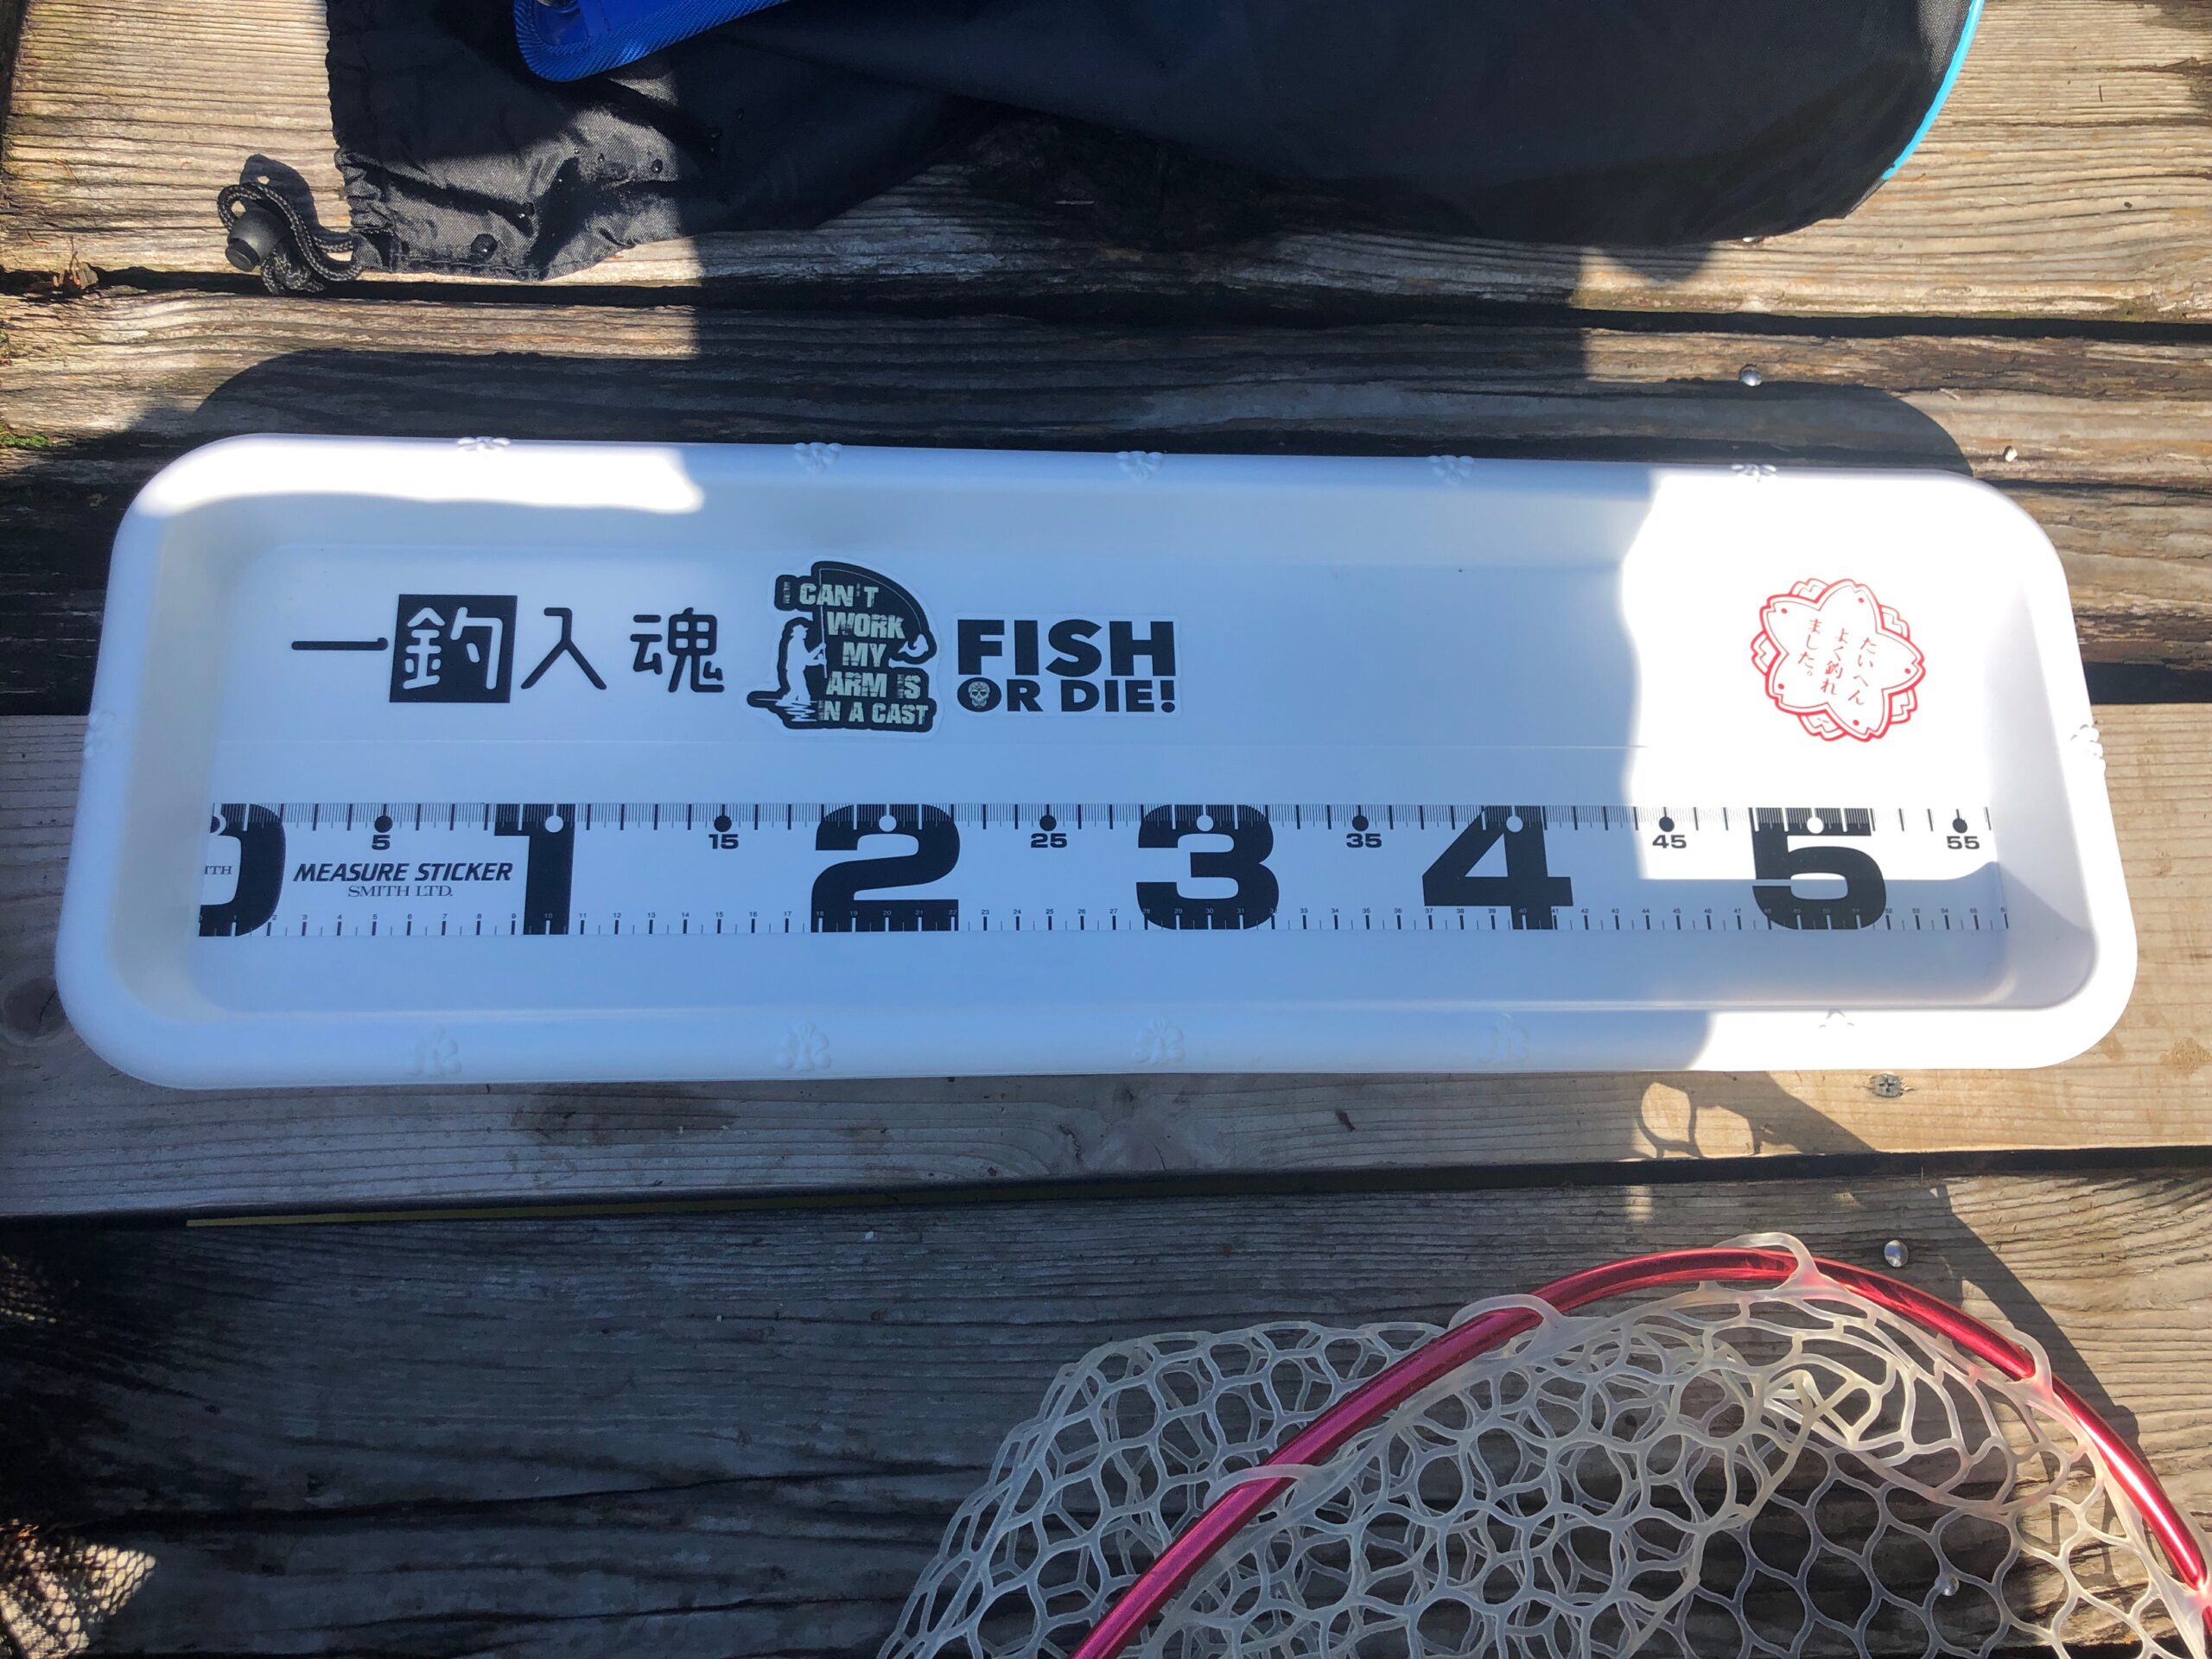 一釣入魂
I CAN'T
WORK
MY
ARM IS
IN A CAST
FISH
OR DIE!
たいへん
よく釣れ
ました。
0 1 2 3 4 5
5 15 25 35 45 55
ITH
MEASURE STICKER
SMITH LTD.